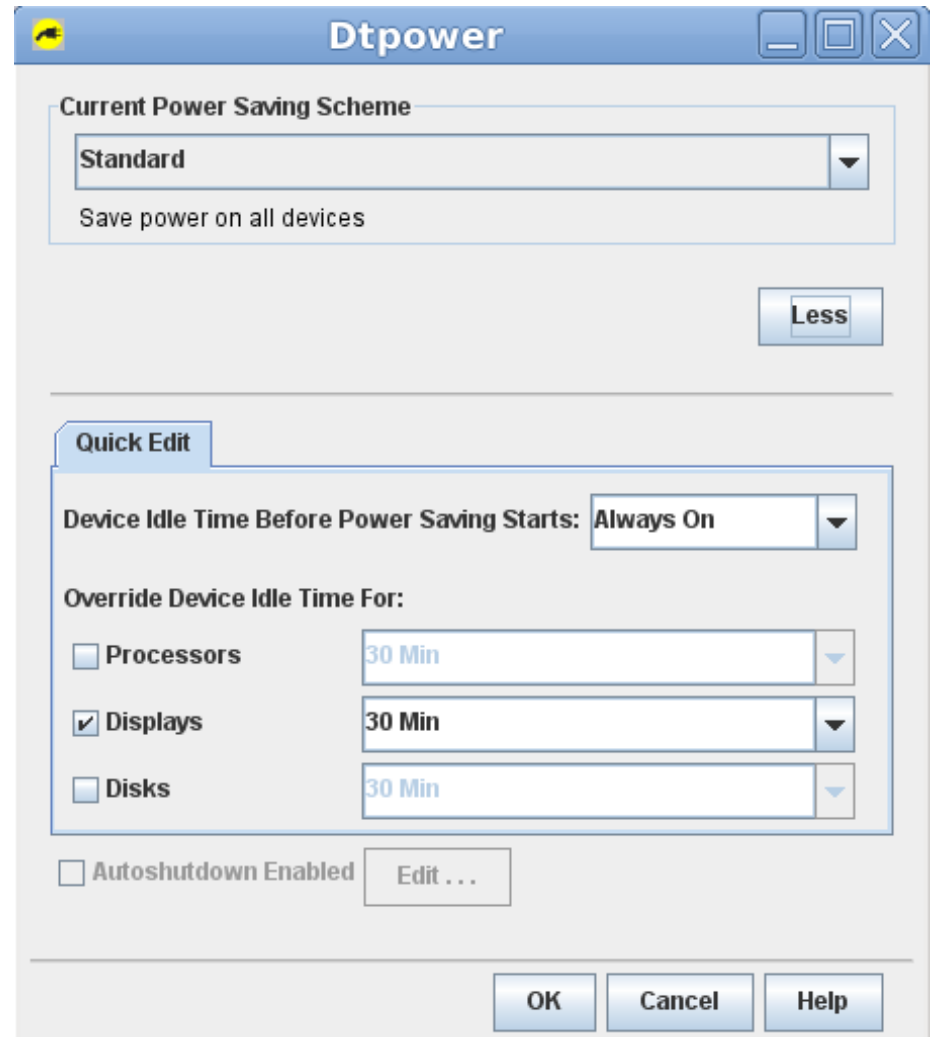 Dtpower
Current Power Saving Scheme
Standard
Save power on all devices
Less
Quick Edit
Device Idle Time Before Power Saving Starts: Always On
Override Device Idle Time For:
Processors 30 Min
Displays 30 Min
Disks 30 Min
Autoshutdown Enabled Edit . . .
OK Cancel Help